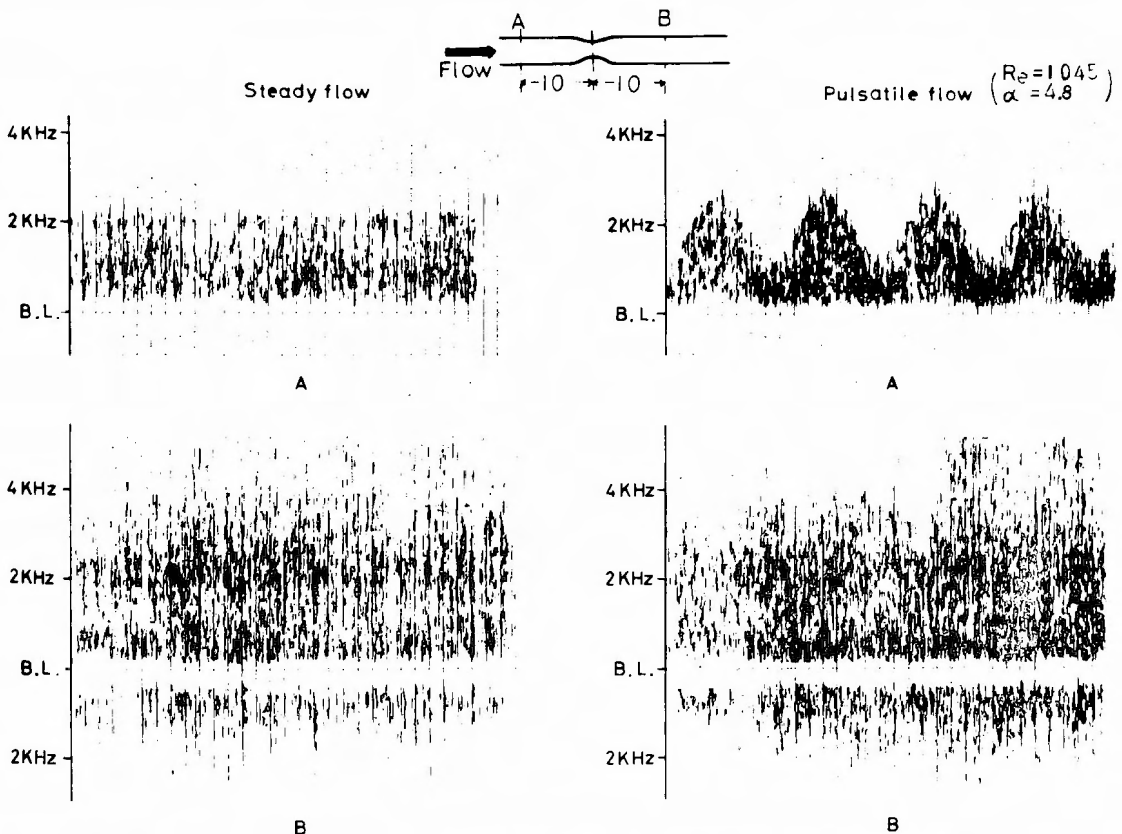 A B
Flow -10 -10
Steady flow
Pulsatile flow (Re=1045
α=4.8)
4KHz
2KHz
B.L.
A
4KHz
2KHz
B.L.
A
4KHz
2KHz
B.L.
2KHz
B
4KHz
2KHz
B.L.
2KHz
B